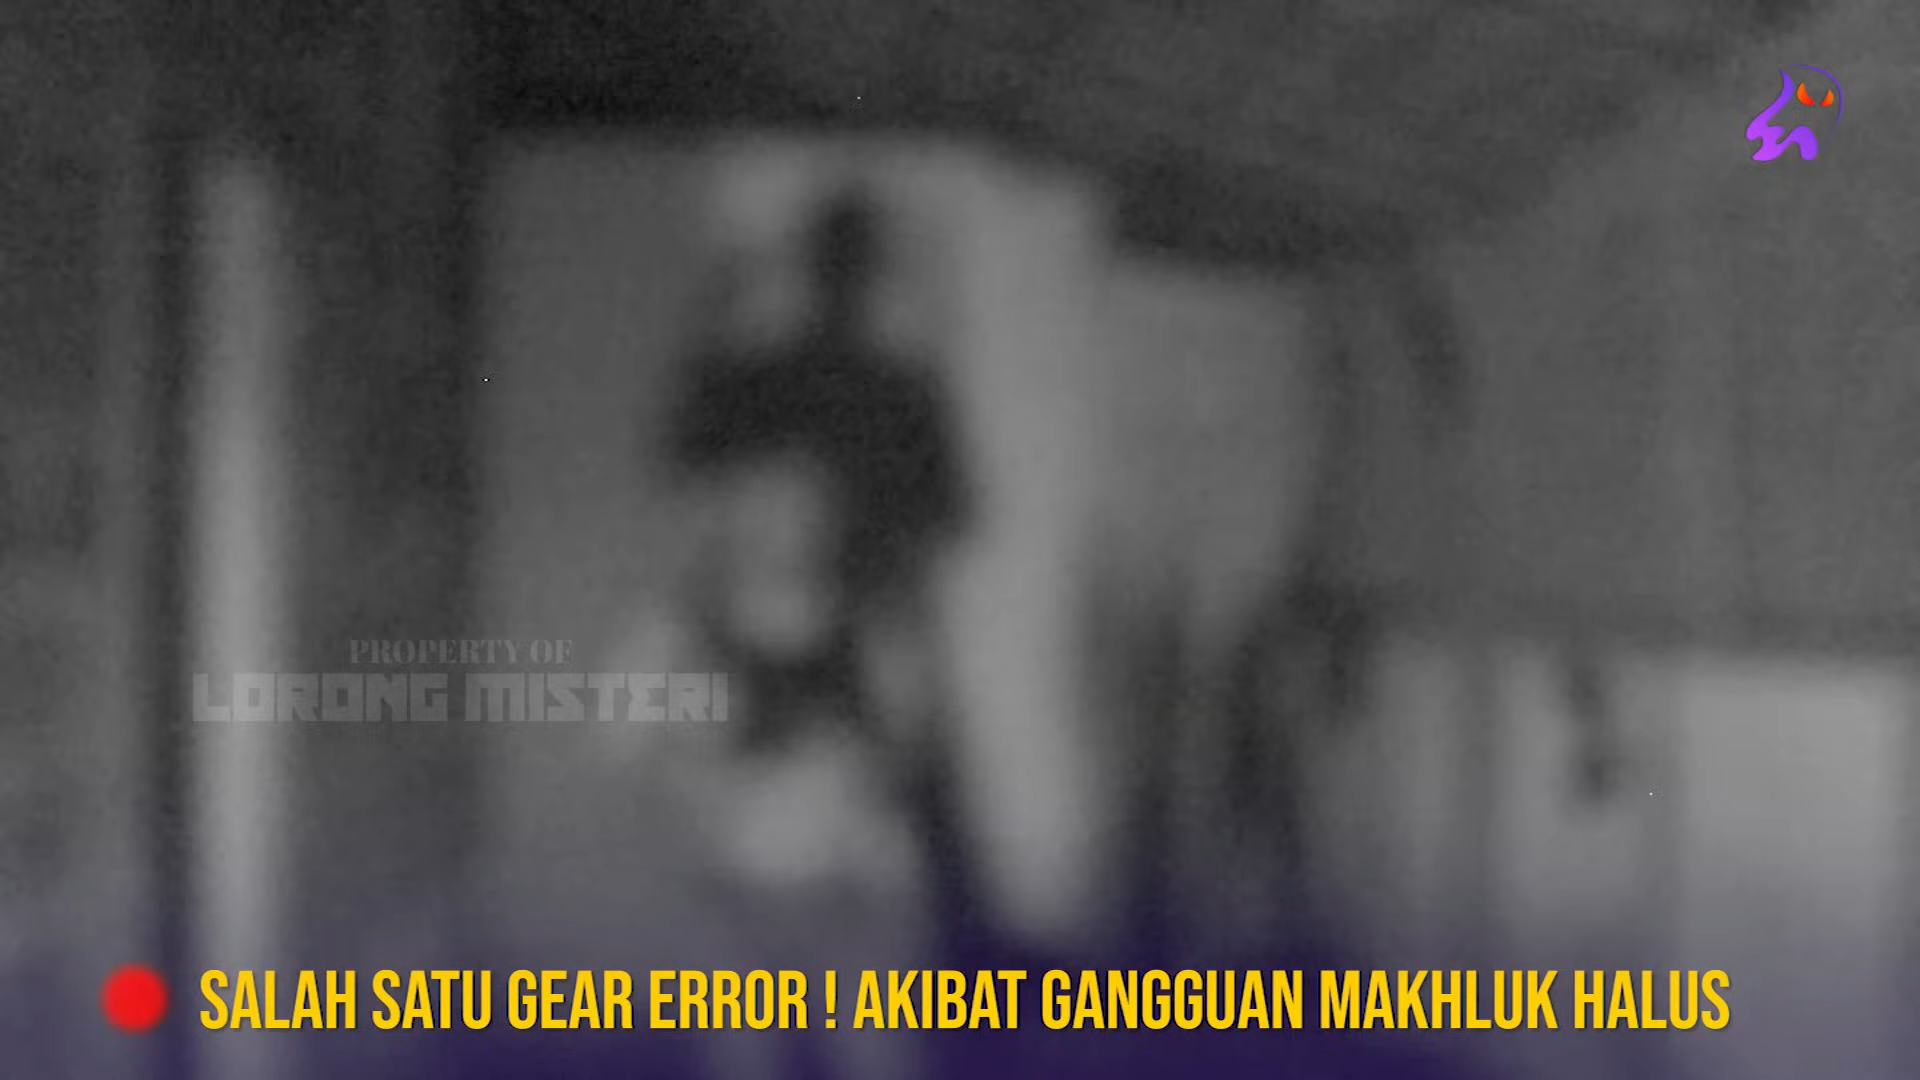 PROPERTY OF
LORONG MISTERI
SALAH SATU GEAR ERROR ! AKIBAT GANGGUAN MAKHLUK HALUS